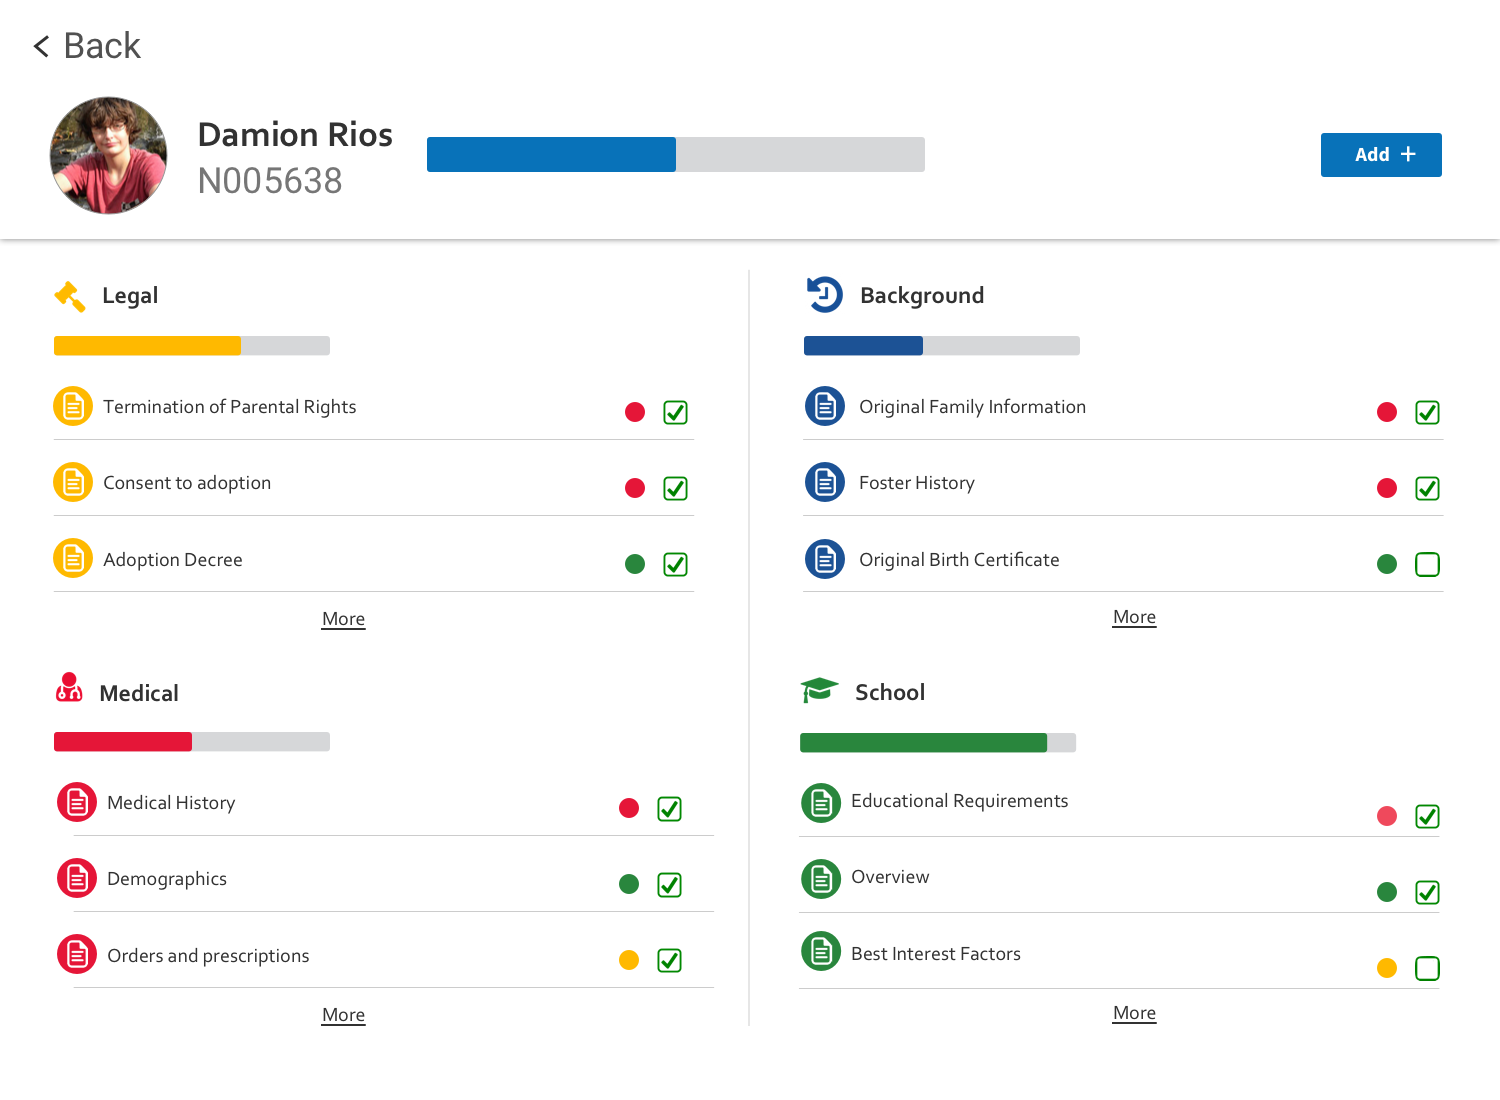 Back
Damion Rios
N005638
Add +
Legal
Termination of Parental Rights
Consent to adoption
Adoption Decree
More
Background
Original Family Information
Foster History
Original Birth Certificate
More
Medical
Medical History
Demographics
Orders and prescriptions
More
School
Educational Requirements
Overview
Best Interest Factors
More